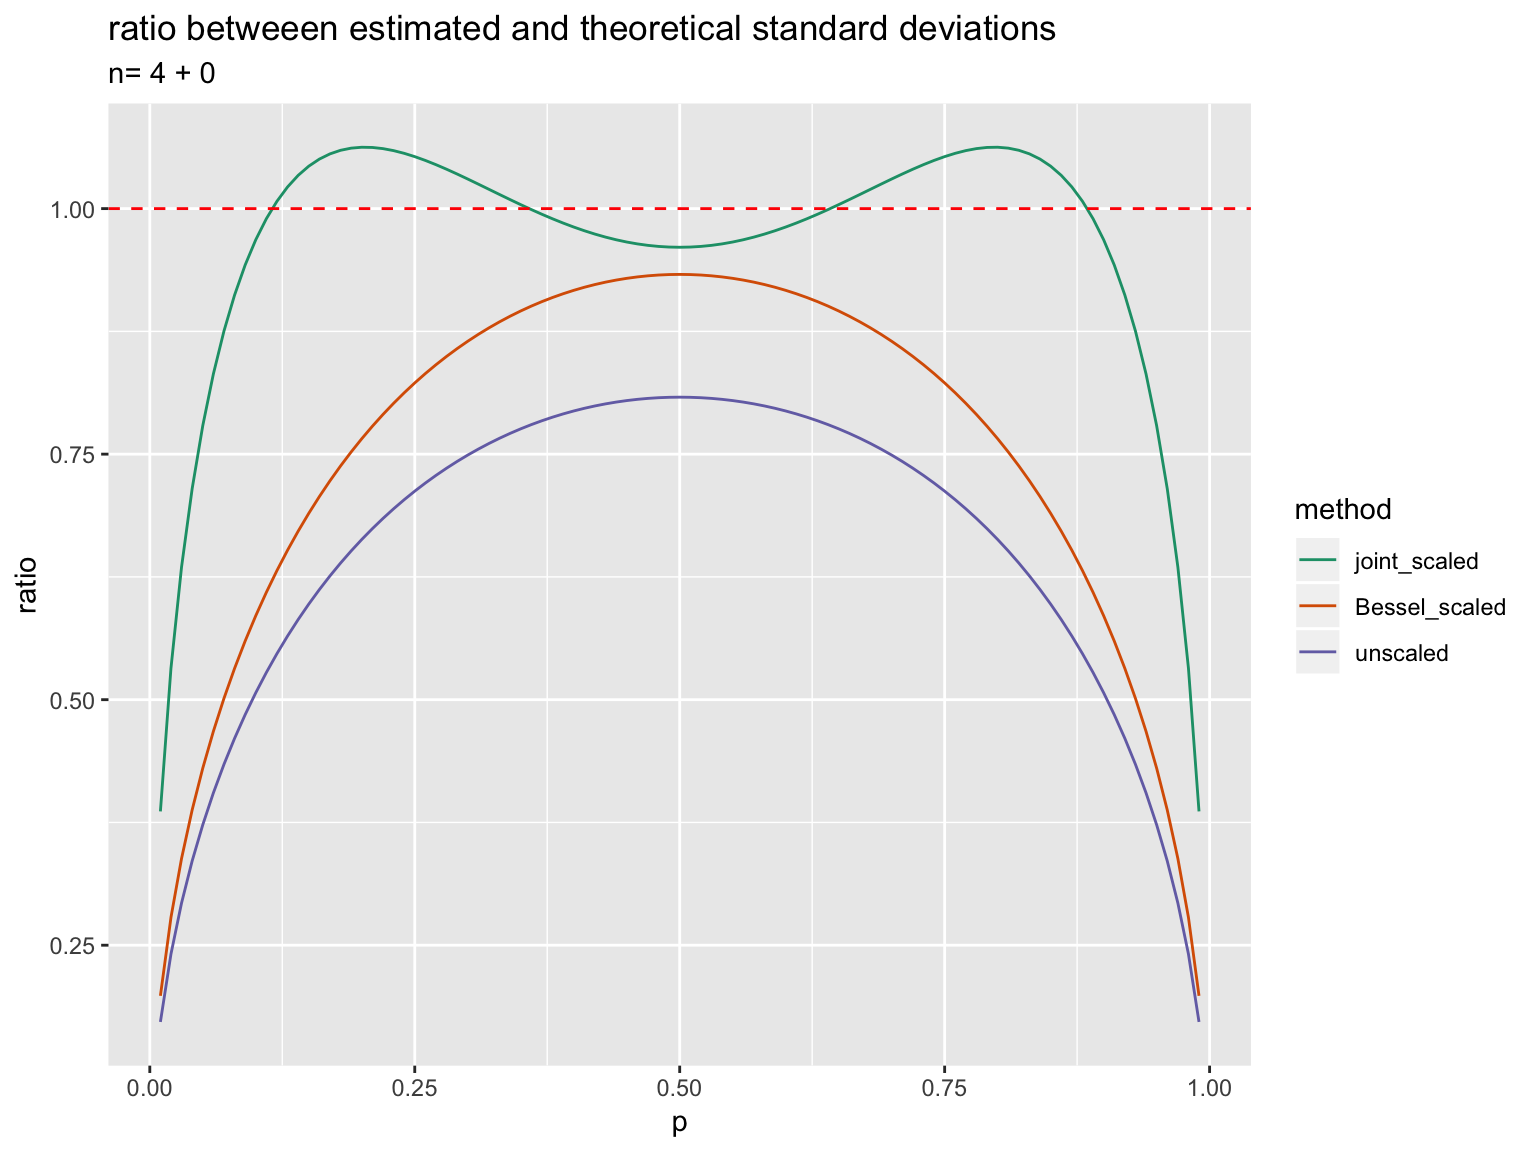 ratio betweeen estimated and theoretical standard deviations
n= 4 + 0
ratio
1.00
0.75
0.50
0.25
0.00
0.25
0.50
0.75
1.00
p
method
joint_scaled
Bessel_scaled
unscaled